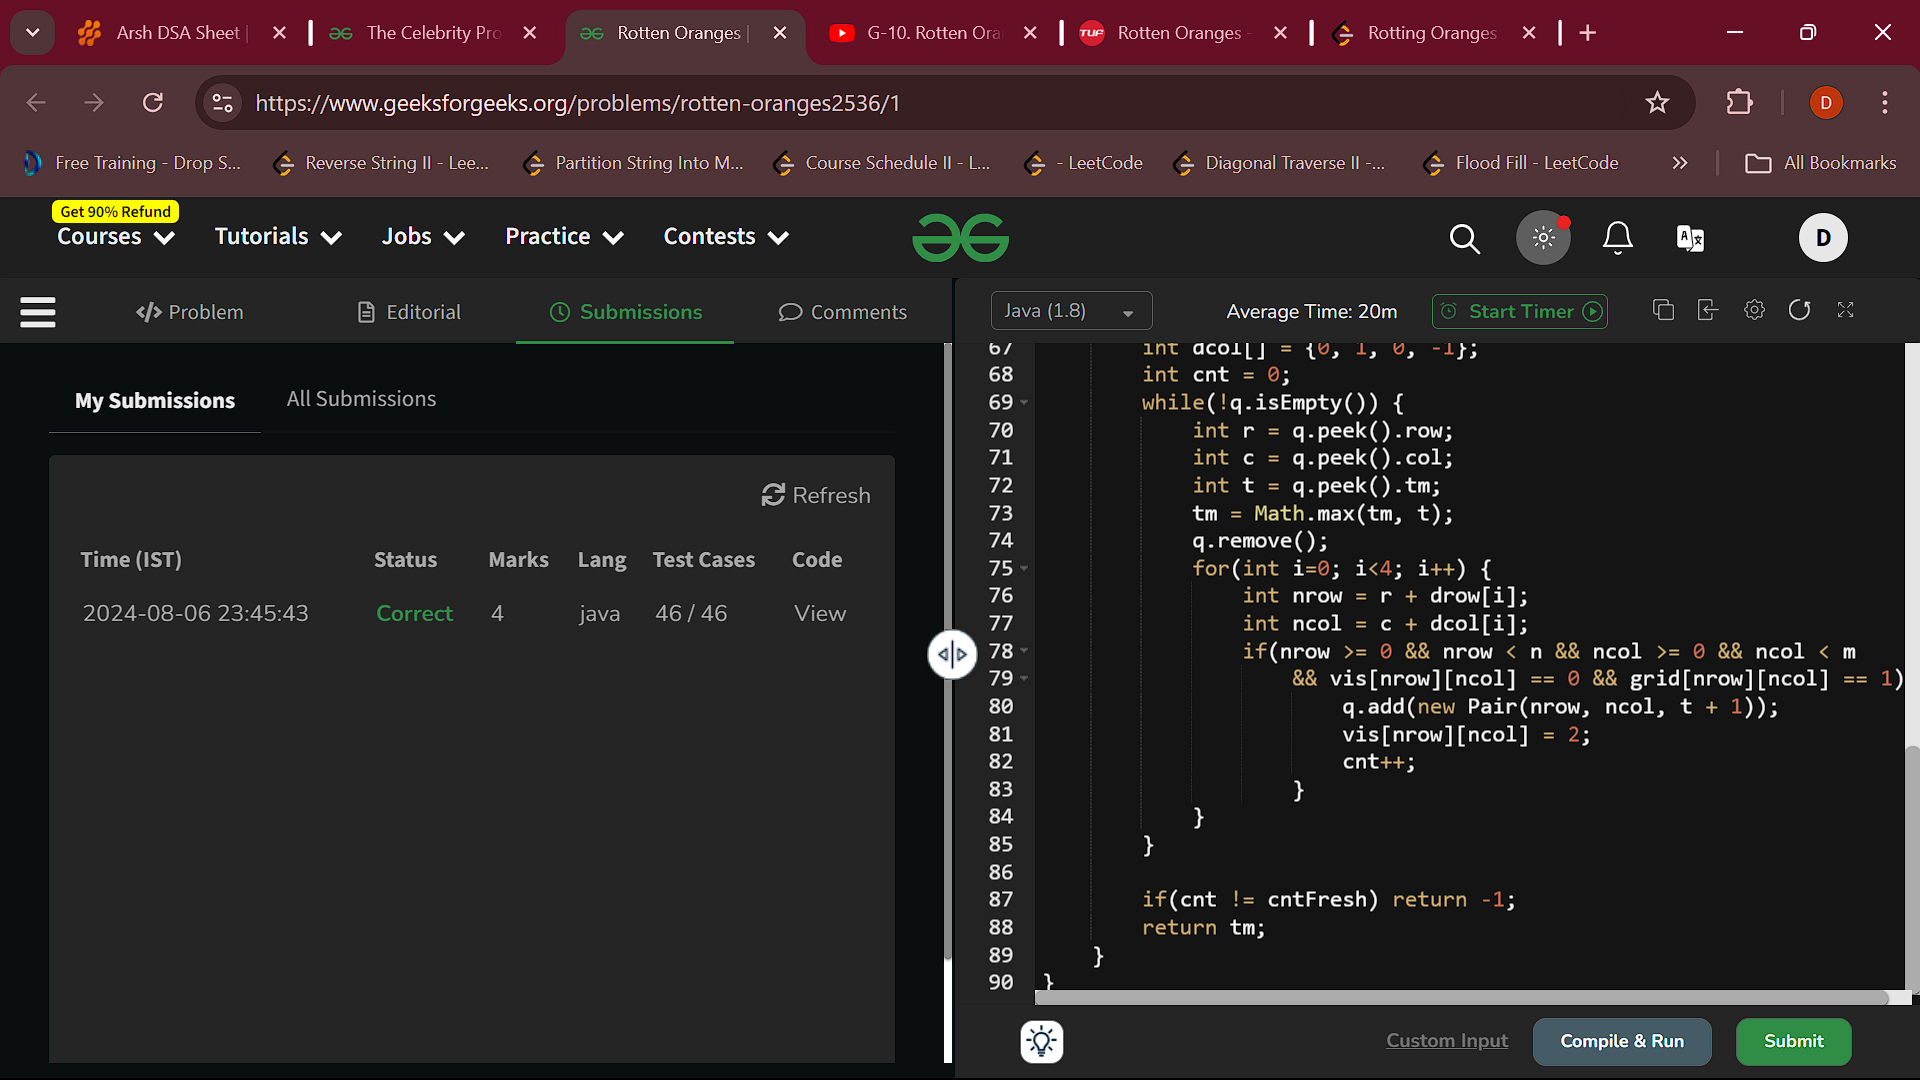 Arsh DSA Sheet |
The Celebrity Pro
Rotten Oranges |
G-10. Rotten Ora
TUF
Rotten Oranges -
Rotting Oranges
https://www.geeksforgeeks.org/problems/rotten-oranges2536/1
D
Free Training - Drop S...
Reverse String II - Lee...
Partition String Into M...
Course Schedule II - L...
- LeetCode
Diagonal Traverse II -...
Flood Fill - LeetCode
All Bookmarks
Get 90% Refund
Courses
Tutorials
Jobs
Practice
Contests
D
</> Problem
Editorial
Submissions
Comments
Java (1.8)
Average Time: 20m
Start Timer
My Submissions
All Submissions
Refresh
Time (IST) Status Marks Lang Test Cases Code
2024-08-06 23:45:43 Correct 4 java 46 / 46 View
67 int dcol[] = {0, 1, 0, -1};
68 int cnt = 0;
69 while(!q.isEmpty()) {
70 int r = q.peek().row;
71 int c = q.peek().col;
72 int t = q.peek().tm;
73 tm = Math.max(tm, t);
74 q.remove();
75 for(int i=0; i<4; i++) {
76 int nrow = r + drow[i];
77 int ncol = c + dcol[i];
78 if(nrow >= 0 && nrow < n && ncol >= 0 && ncol < m
79 && vis[nrow][ncol] == 0 && grid[nrow][ncol] == 1)
80 q.add(new Pair(nrow, ncol, t + 1));
81 vis[nrow][ncol] = 2;
82 cnt++;
83 }
84 }
85 }
86
87 if(cnt != cntFresh) return -1;
88 return tm;
89 }
90 }
Custom Input
Compile & Run
Submit